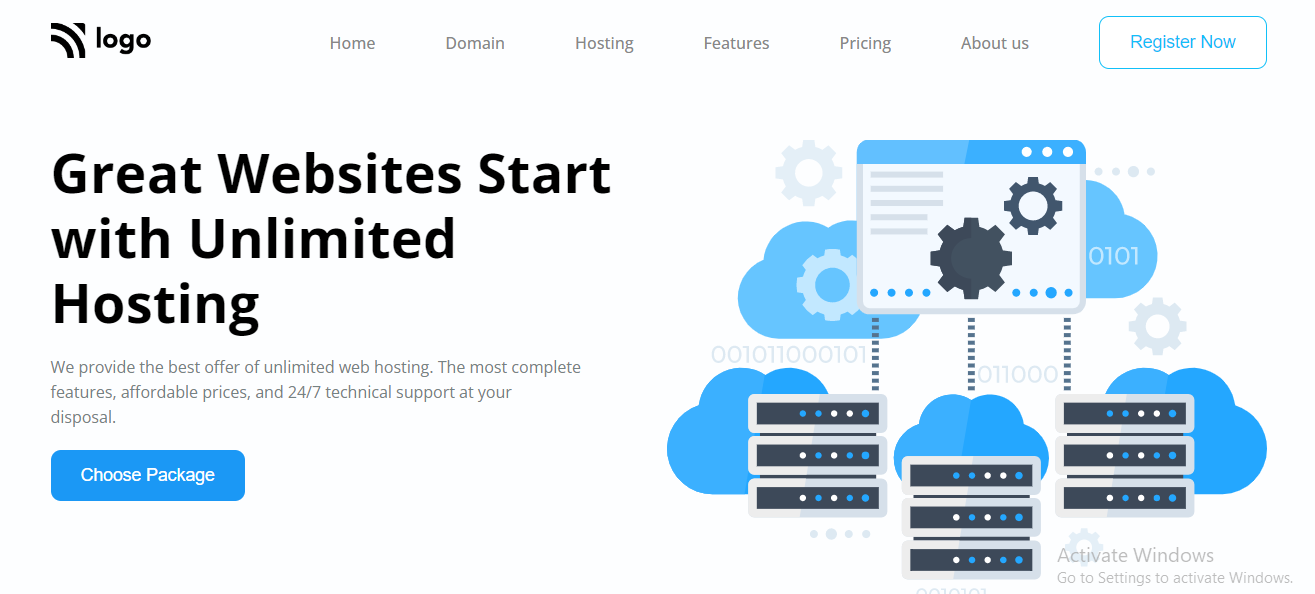 logo
Home
Domain
Hosting
Features
Pricing
About us
Register Now
Great Websites Start
with Unlimited
Hosting
We provide the best offer of unlimited web hosting. The most complete
features, affordable prices, and 24/7 technical support at your
disposal.
Choose Package
0101
001011000101
011000
Activate Windows
Go to Settings to activate Windows.